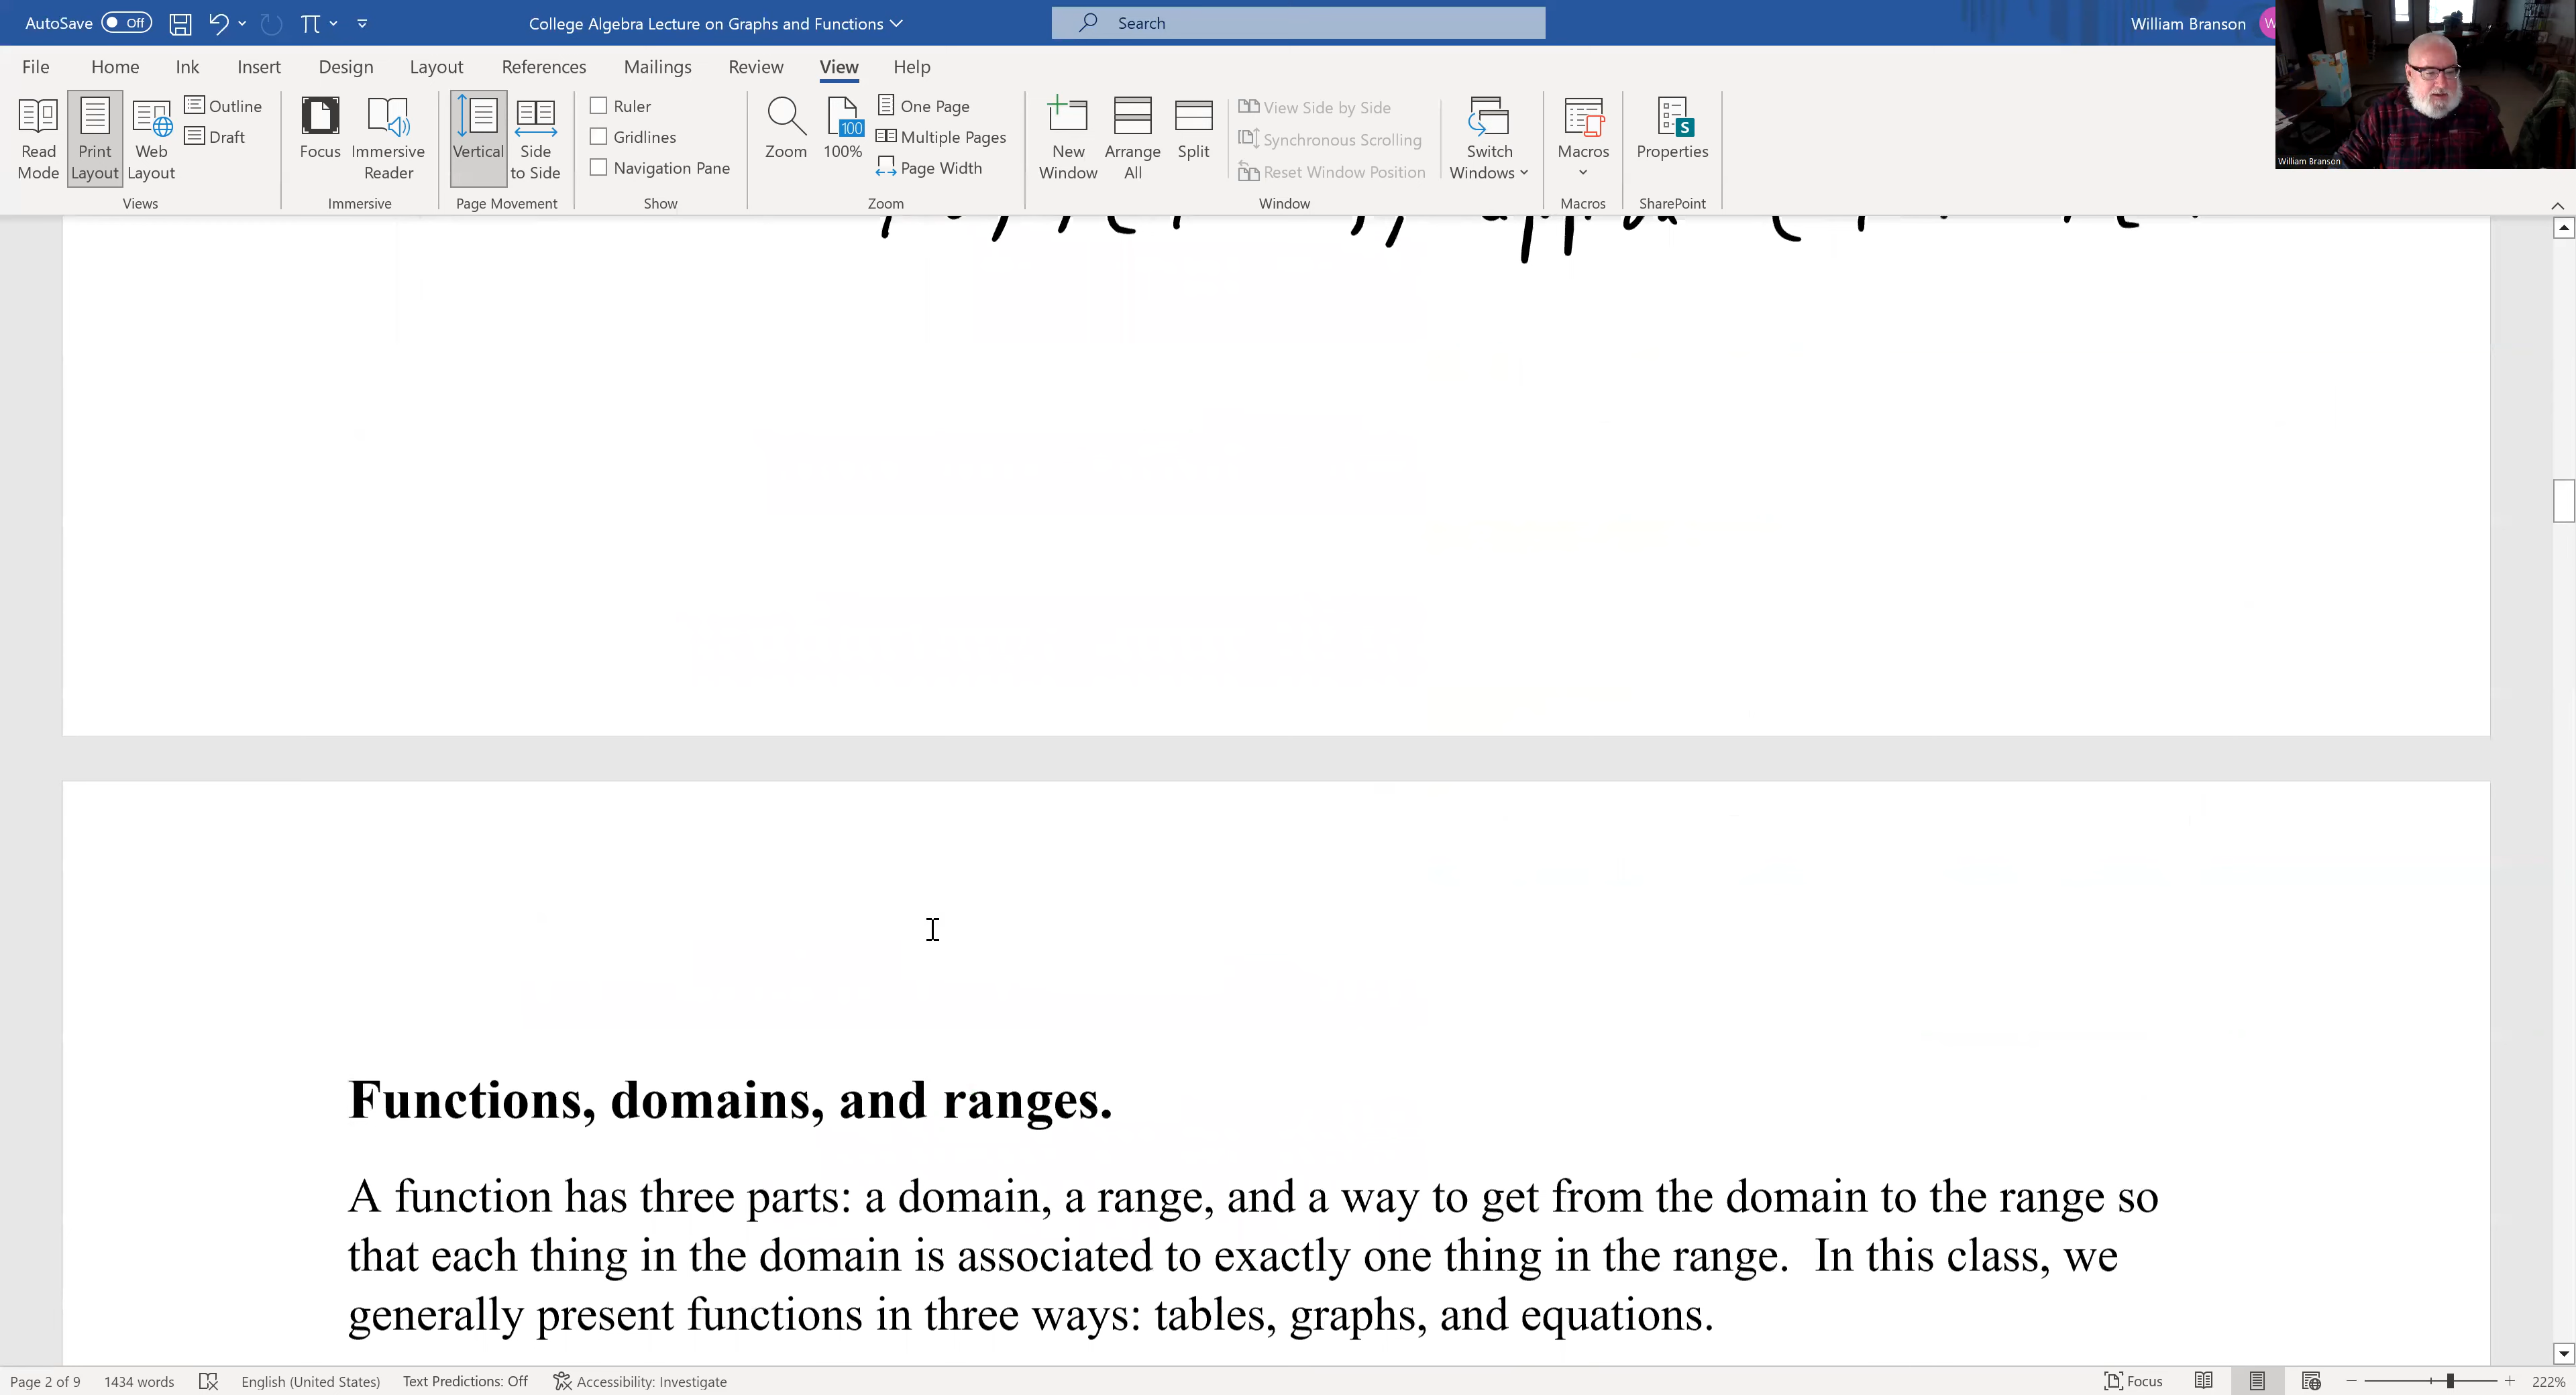 AutoSave Off College Algebra Lecture on Graphs and Functions Search William Branson
File Home Ink Insert Design Layout References Mailings Review View Help
Read Mode
Print Layout
Web Layout
Outline
Draft
Views
Focus
Immersive Reader
Immersive
Vertical
Side to Side
Page Movement
Ruler
Gridlines
Navigation Pane
Show
Zoom
100
100%
One Page
Multiple Pages
Page Width
Zoom
New Window
Arrange All
Split
View Side by Side
Synchronous Scrolling
Reset Window Position
Switch Windows
Window
Macros
Macros
S
Properties
SharePoint
William Branson
Functions, domains, and ranges.
A function has three parts: a domain, a range, and a way to get from the domain to the range so
that each thing in the domain is associated to exactly one thing in the range. In this class, we
generally present functions in three ways: tables, graphs, and equations.
Page 2 of 9 1434 words English (United States) Text Predictions: Off Accessibility: Investigate Focus 222%